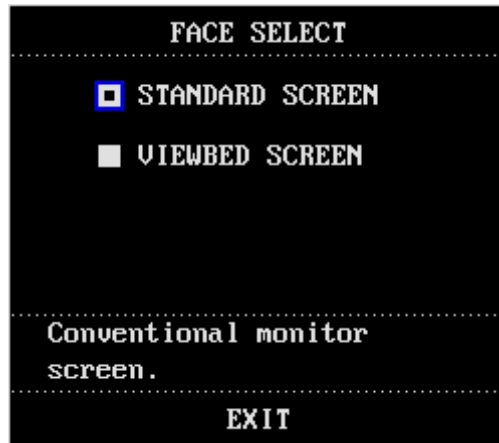 FACE SELECT
STANDARD SCREEN
VIEWBED SCREEN
Conventional monitor
screen.
EXIT